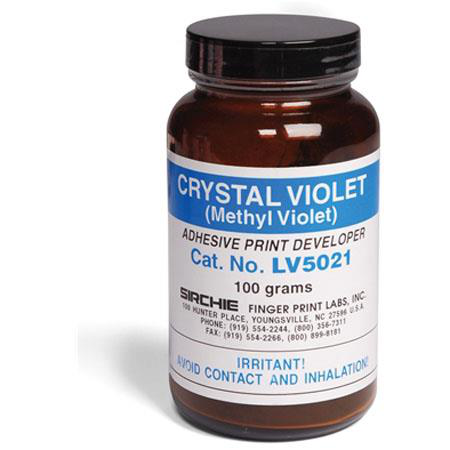 CRYSTAL VIOLET
(Methyl Violet)
ADHESIVE PRINT DEVELOPER
Cat. No. LV5021
100 grams
SIRCHIE FINGER PRINT LABS, INC.
100 HUNTER PLACE, YOUNGSVILLE, NC 27596 U.S.A.
PHONE: (919) 554-2244, (800) 356-7311
FAX: (919) 554-2266, (800) 899-8181
IRRITANT!
AVOID CONTACT AND INHALATION!